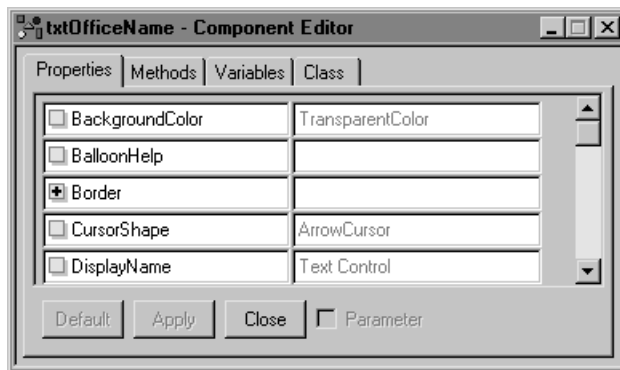 txtOfficeName - Component Editor
Properties Methods Variables Class
BackgroundColor TransparentColor
BalloonHelp
Border
CursorShape ArrowCursor
DisplayName Text Control
Default Apply Close Parameter